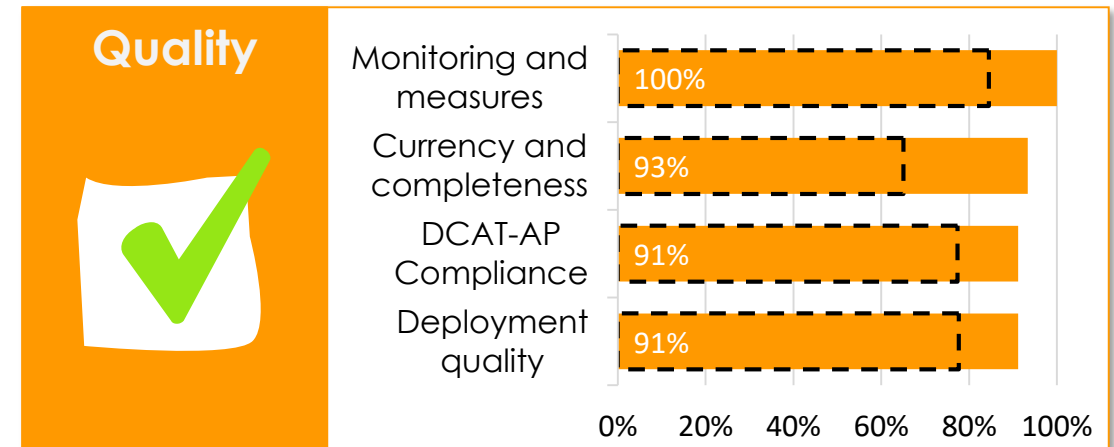 Quality
Monitoring and
measures
100%
Currency and
completeness
93%
DCAT-AP
Compliance
91%
Deployment
quality
91%
0% 20% 40% 60% 80% 100%